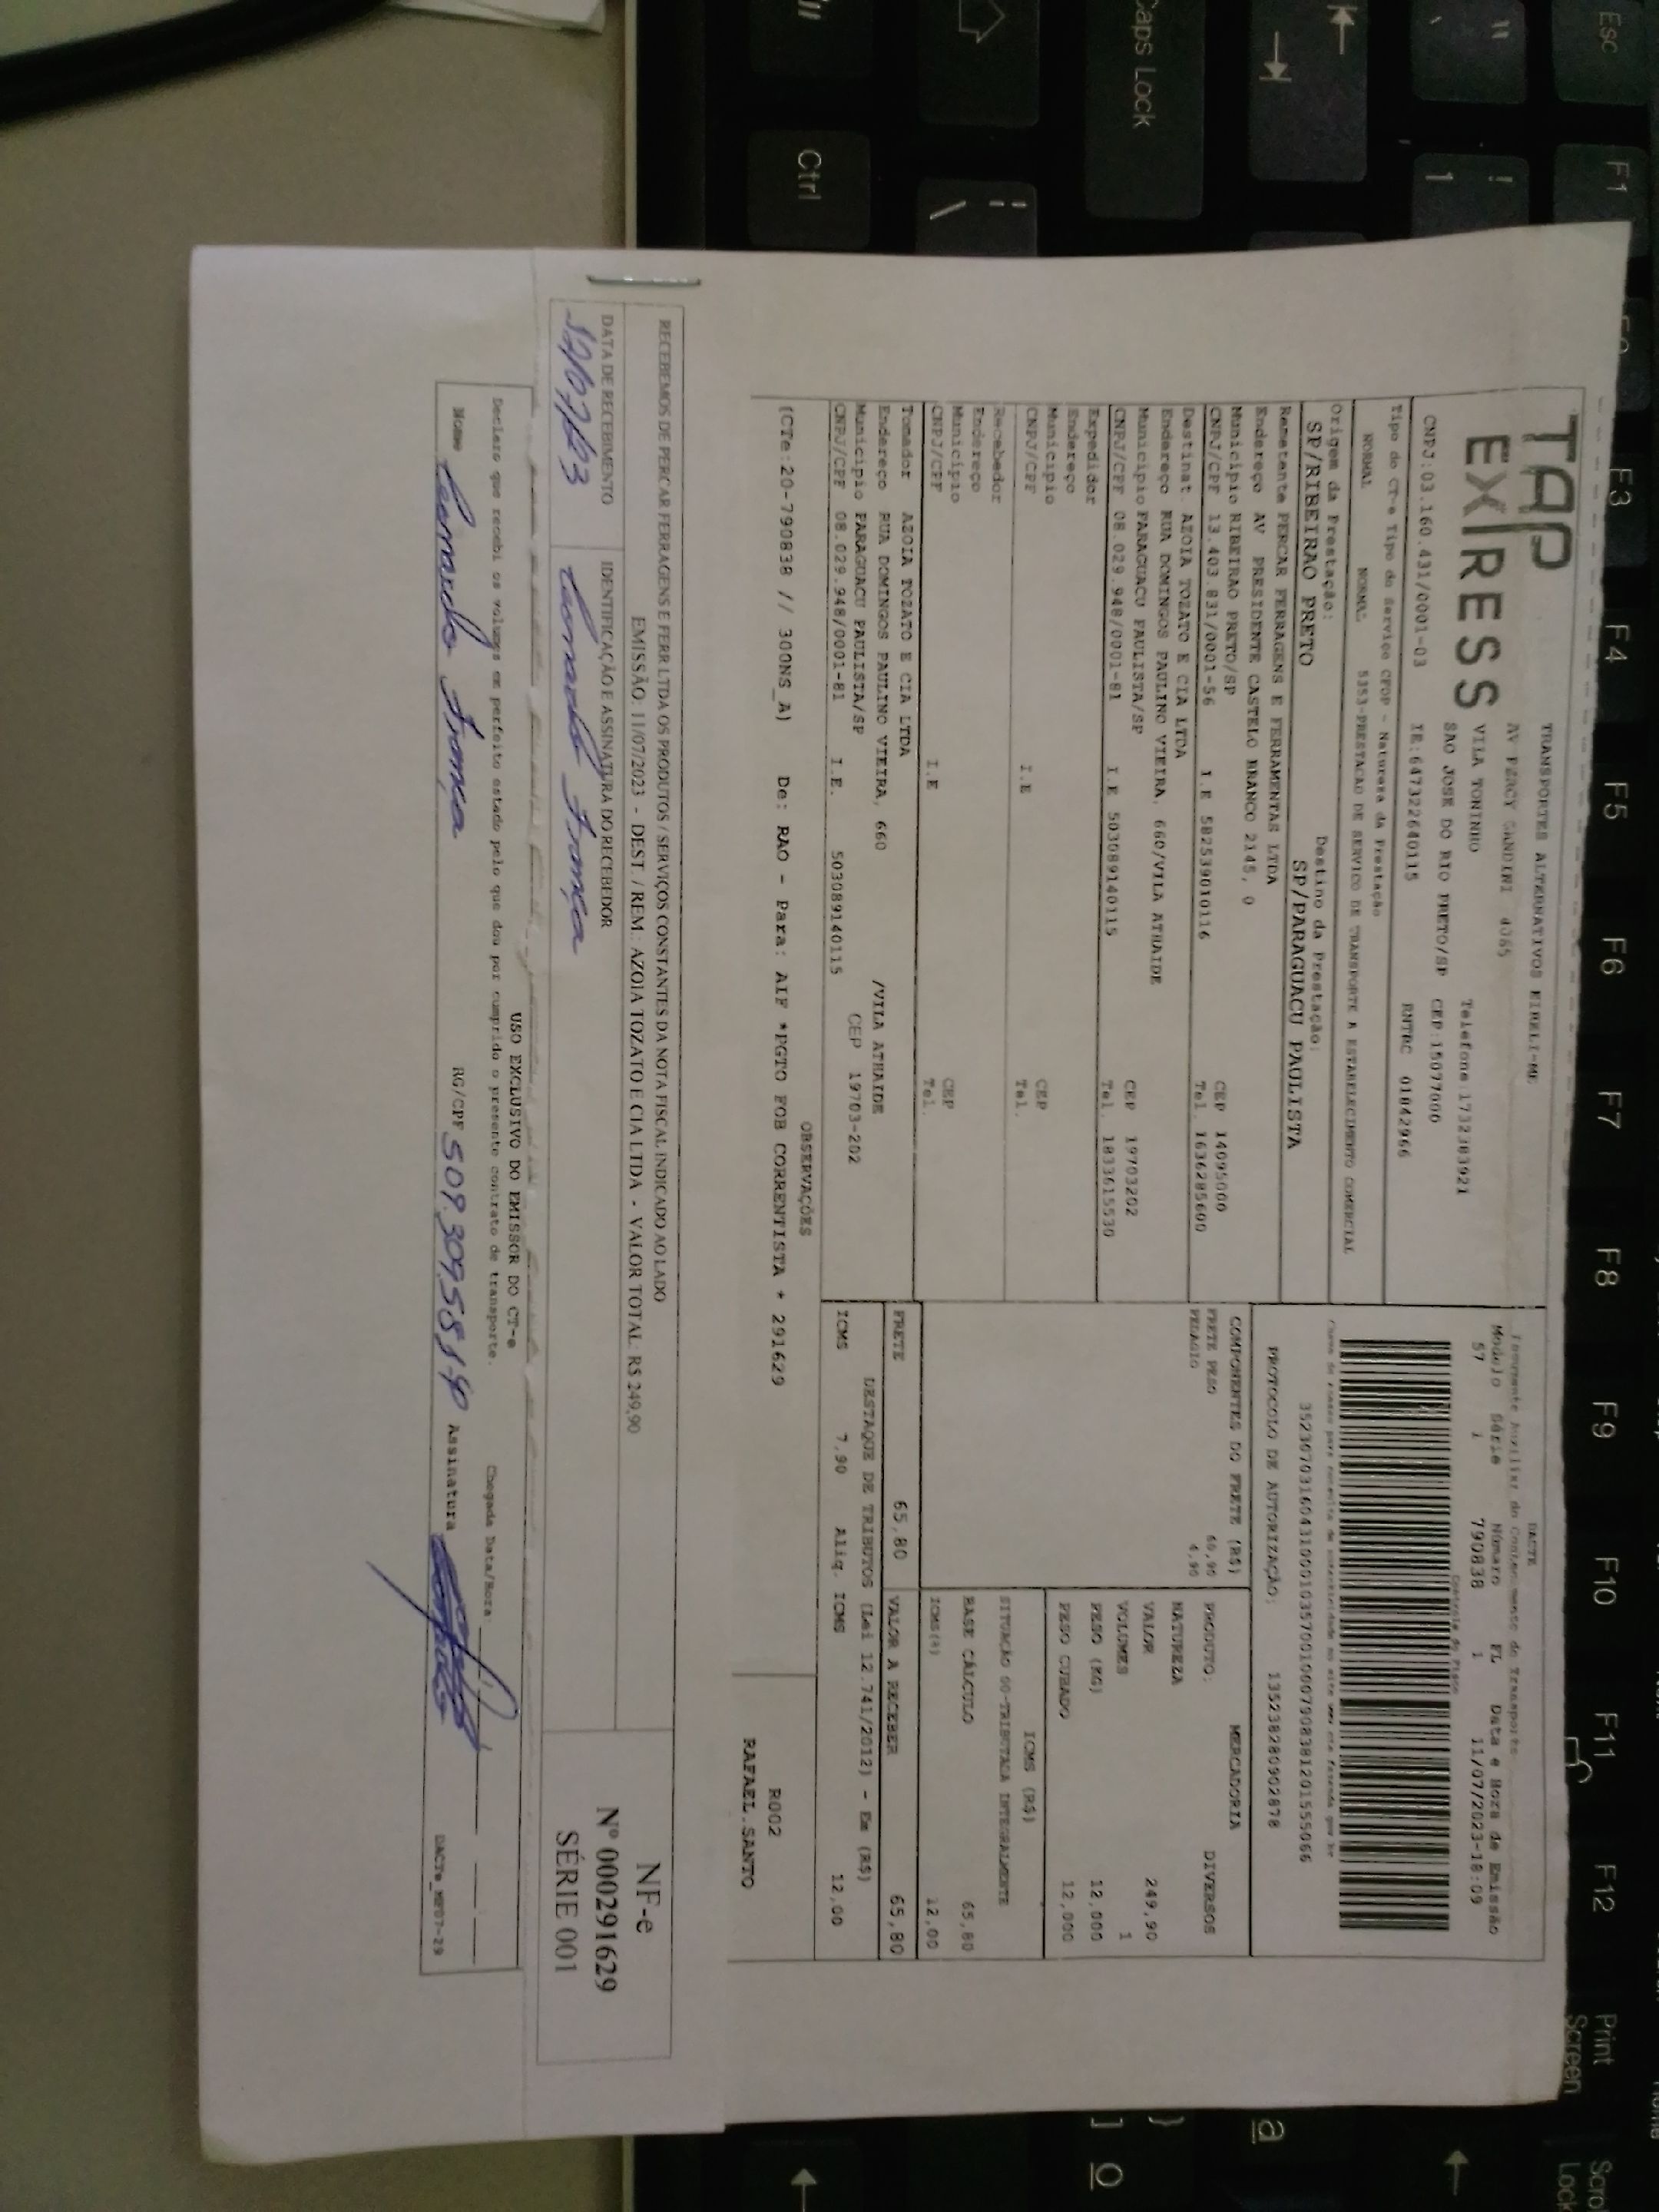 TAP
EXPRESS
TRANSPORTES ALTERNATIVOS EIRELI-ME
AV PERCY GANDINI 4065
VILA TONINHO
SAO JOSE DO RIO PRETO/SP
Telefone 1732383921
CEP:15077000
CNPJ:03.160.431/0001-03 IE:647322640115 RNTRC 01842966
DACTE
Documento Auxiliar do Conhecimento de Transporte
Modelo Série Número FL Data e Hora de Emissão
57 1 790838 1 11/07/2023-18:09
Controle do Fisco
Tipo do CT-e Tipo do Serviço CFOP - Natureza da Prestação
NORMAL NORMAL 5353-PRESTACAO DE SERVICO DE TRANSPORTE A ESTABELECIMENTO COMERCIAL
Origem da Prestação: Destino da Prestação:
SP/RIBEIRAO PRETO SP/PARAGUACU PAULISTA
PROTOCOLO DE AUTORIZAÇÃO: 135238280902878
Remetente PERCAR FERRAGENS E FERRAMENTAS LTDA
Endereço AV PRESIDENTE CASTELO BRANCO 2145, 0
Município RIBEIRAO PRETO/SP CEP 14095000
CNPJ/CPF 13.403.831/0001-56 I.E 582539010116 Tel. 1636285600
Destinat. AZOIA TOZATO E CIA LTDA
Endereço RUA DOMINGOS PAULINO VIEIRA, 660/VILA ATHAIDE
Município PARAGUACU PAULISTA/SP CEP 19703202
CNPJ/CPF 08.029.948/0001-81 I.E 503089140115 Tel. 1833615530
Expedidor
Endereço
Município CEP
CNPJ/CPF I.E Tel.
Recebedor
Endereço
Município CEP
CNPJ/CPF I.E Tel.
Tomador AZOIA TOZATO E CIA LTDA
Endereço RUA DOMINGOS PAULINO VIEIRA, 660 /VILA ATHAIDE
Municipio PARAGUACU PAULISTA/SP CEP 19703-202
CNPJ/CPF 08.029.948/0001-81 I.E. 503089140115
COMPONENTES DO FRETE (R$)
FRETE PESO 60,90
PEDAGIO 4,90
MERCADORIA
PRODUTO: DIVERSOS
NATUREZA
VALOR 249,90
VOLUMES 1
PESO (KG) 12,000
PESO CUBADO 12,000
ICMS (R$)
SITUAÇÃO 00-TRIBUTACA INTEGRALMENTE
BASE CÁLCULO 65,80
ICMS(%) 12,00
FRETE 65,80 VALOR A RECEBER 65,80
DESTAQUE DE TRIBUTOS (Lei 12.741/2012) - Em (R$)
ICMS 7,90 Aliq. ICMS 12,00
OBSERVAÇÕES
(CTe:20-790838 // 300NS_A) De: RAO - Para: AIF *PGTO FOB CORRENTISTA * 291629
R002
RAFAEL.SANTO
RECEBEMOS DE PERCAR FERRAGENS E FERR LTDA OS PRODUTOS / SERVIÇOS CONSTANTES DA NOTA FISCAL INDICADO AO LADO
EMISSÃO: 11/07/2023 - DEST. / REM.: AZOIA TOZATO E CIA LTDA - VALOR TOTAL: R$ 249,90
DATA DE RECEBIMENTO IDENTIFICAÇÃO E ASSINATURA DO RECEBEDOR
NF-e
Nº 000291629
SÉRIE 001
USO EXCLUSIVO DO EMISSOR DO CT-e
Declaro que recebi os volumes em perfeito estado pelo que dou por cumprido o presente contrato de transporte. Chegada Data/Hora
Nome RG/CPF Assinatura
DACTe_MP07-29